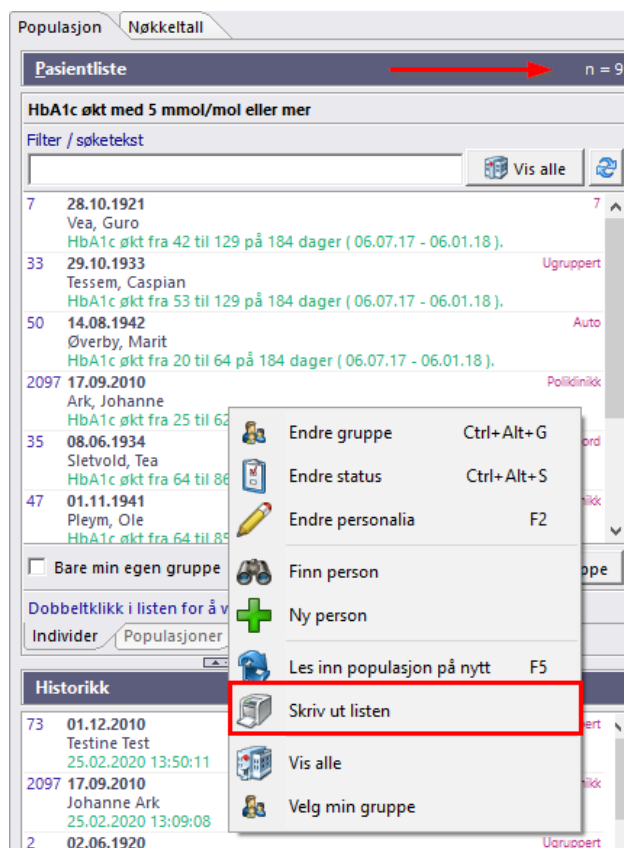 Populasjon Nøkkeltall
Pasientliste n = 9
HbA1c økt med 5 mmol/mol eller mer
Filter / søketekst
Vis alle
7 28.10.1921 7
Vea, Guro
HbA1c økt fra 42 til 129 på 184 dager ( 06.07.17 - 06.01.18 ).
33 29.10.1933 Ugruppert
Tessem, Caspian
HbA1c økt fra 53 til 129 på 184 dager ( 06.07.17 - 06.01.18 ).
50 14.08.1942 Auto
Øverby, Marit
HbA1c økt fra 20 til 64 på 184 dager ( 06.07.17 - 06.01.18 ).
2097 17.09.2010 Poliklinikk
Ark, Johanne
HbA1c økt fra 25 til 62
35 08.06.1934 ord
Sletvold, Tea
HbA1c økt fra 64 til 86
47 01.11.1941 ikk
Pleym, Ole
HbA1c økt fra 64 til 85
Bare min egen gruppe ppe
Dobbeltklikk i listen for å v
Individer Populasjoner
Endre gruppe Ctrl+Alt+G
Endre status Ctrl+Alt+S
Endre personalia F2
Finn person
Ny person
Les inn populasjon på nytt F5
Skriv ut listen
Vis alle
Velg min gruppe
Historikk
73 01.12.2010 ert
Testine Test
25.02.2020 13:50:11
2097 17.09.2010 ikk
Johanne Ark
25.02.2020 13:09:08
2 02.06.1920 Ugruppert